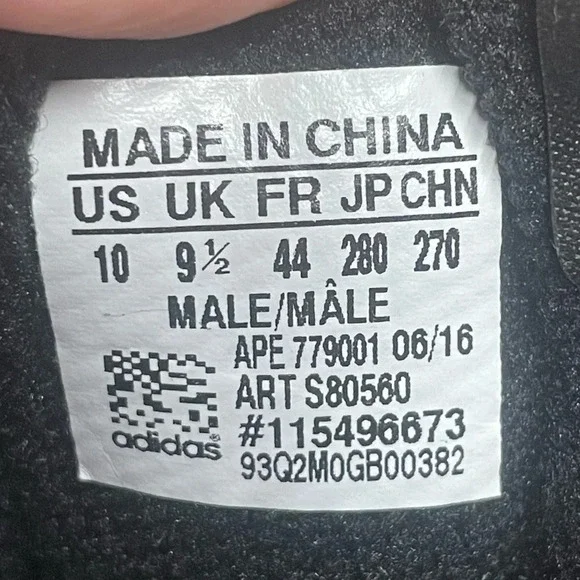 MADE IN CHINA
US UK FR JP CHN
10 9½ 44 280 270
MALE/MÂLE
APE 779001 06/16
ART S80560
#115496673
adidas®
93Q2M0GB00382